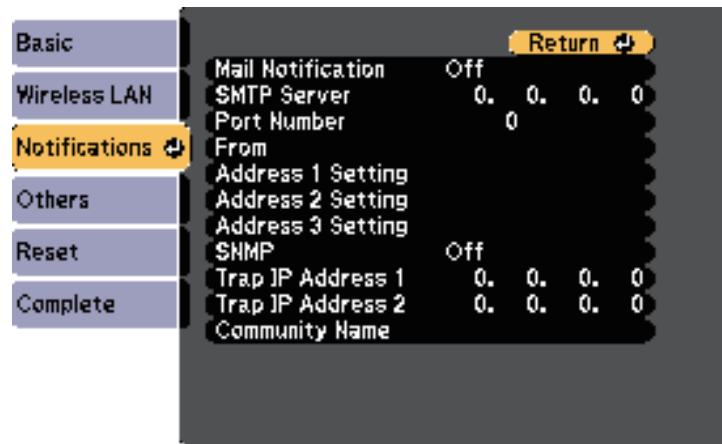 Basic
Wireless LAN
Notifications
Others
Reset
Complete
Return
Mail Notification Off
SMTP Server 0. 0. 0. 0
Port Number 0
From
Address 1 Setting
Address 2 Setting
Address 3 Setting
SNMP Off
Trap IP Address 1 0. 0. 0. 0
Trap IP Address 2 0. 0. 0. 0
Community Name